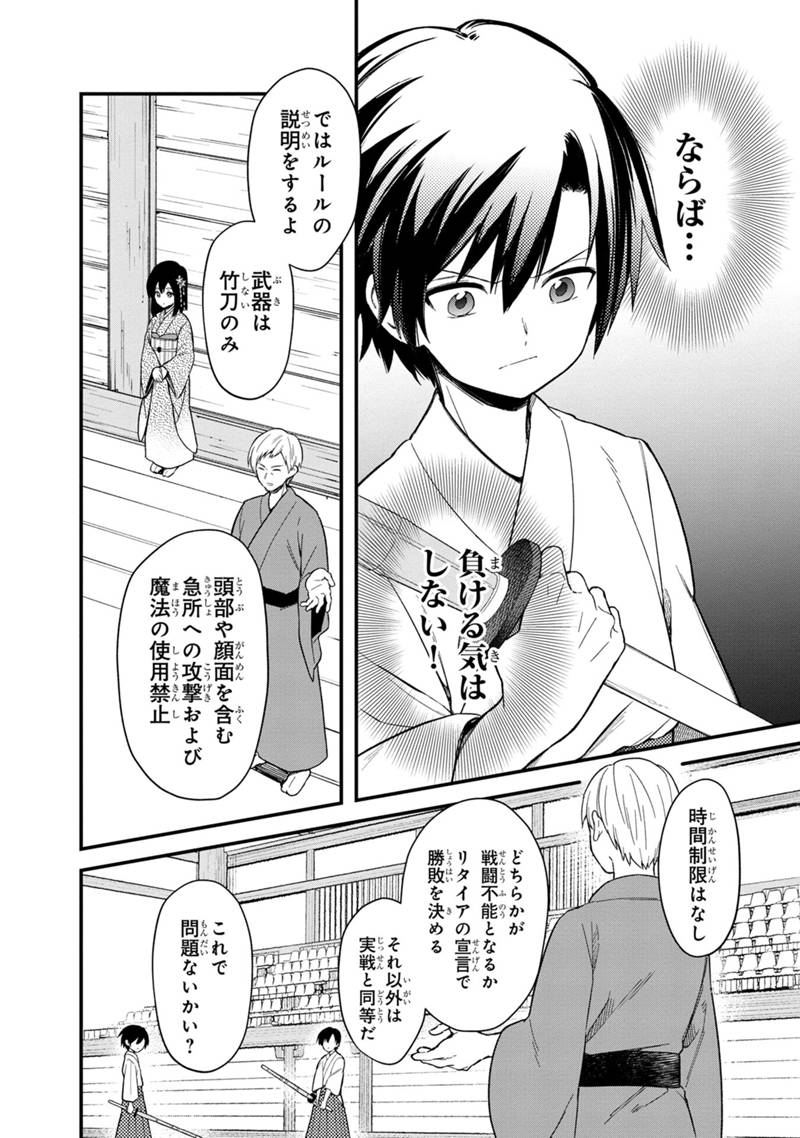 ならば…
負ける気は
しない！
ではルールの
説明をするよ
武器は
竹刀のみ
頭部や顔面を含む
急所への攻撃および
魔法の使用禁止
時間制限はなし
どちらかが
戦闘不能となるか
リタイアの宣言で
勝敗を決める
それ以外は
実戦と同等だ
これで
問題ないかい？